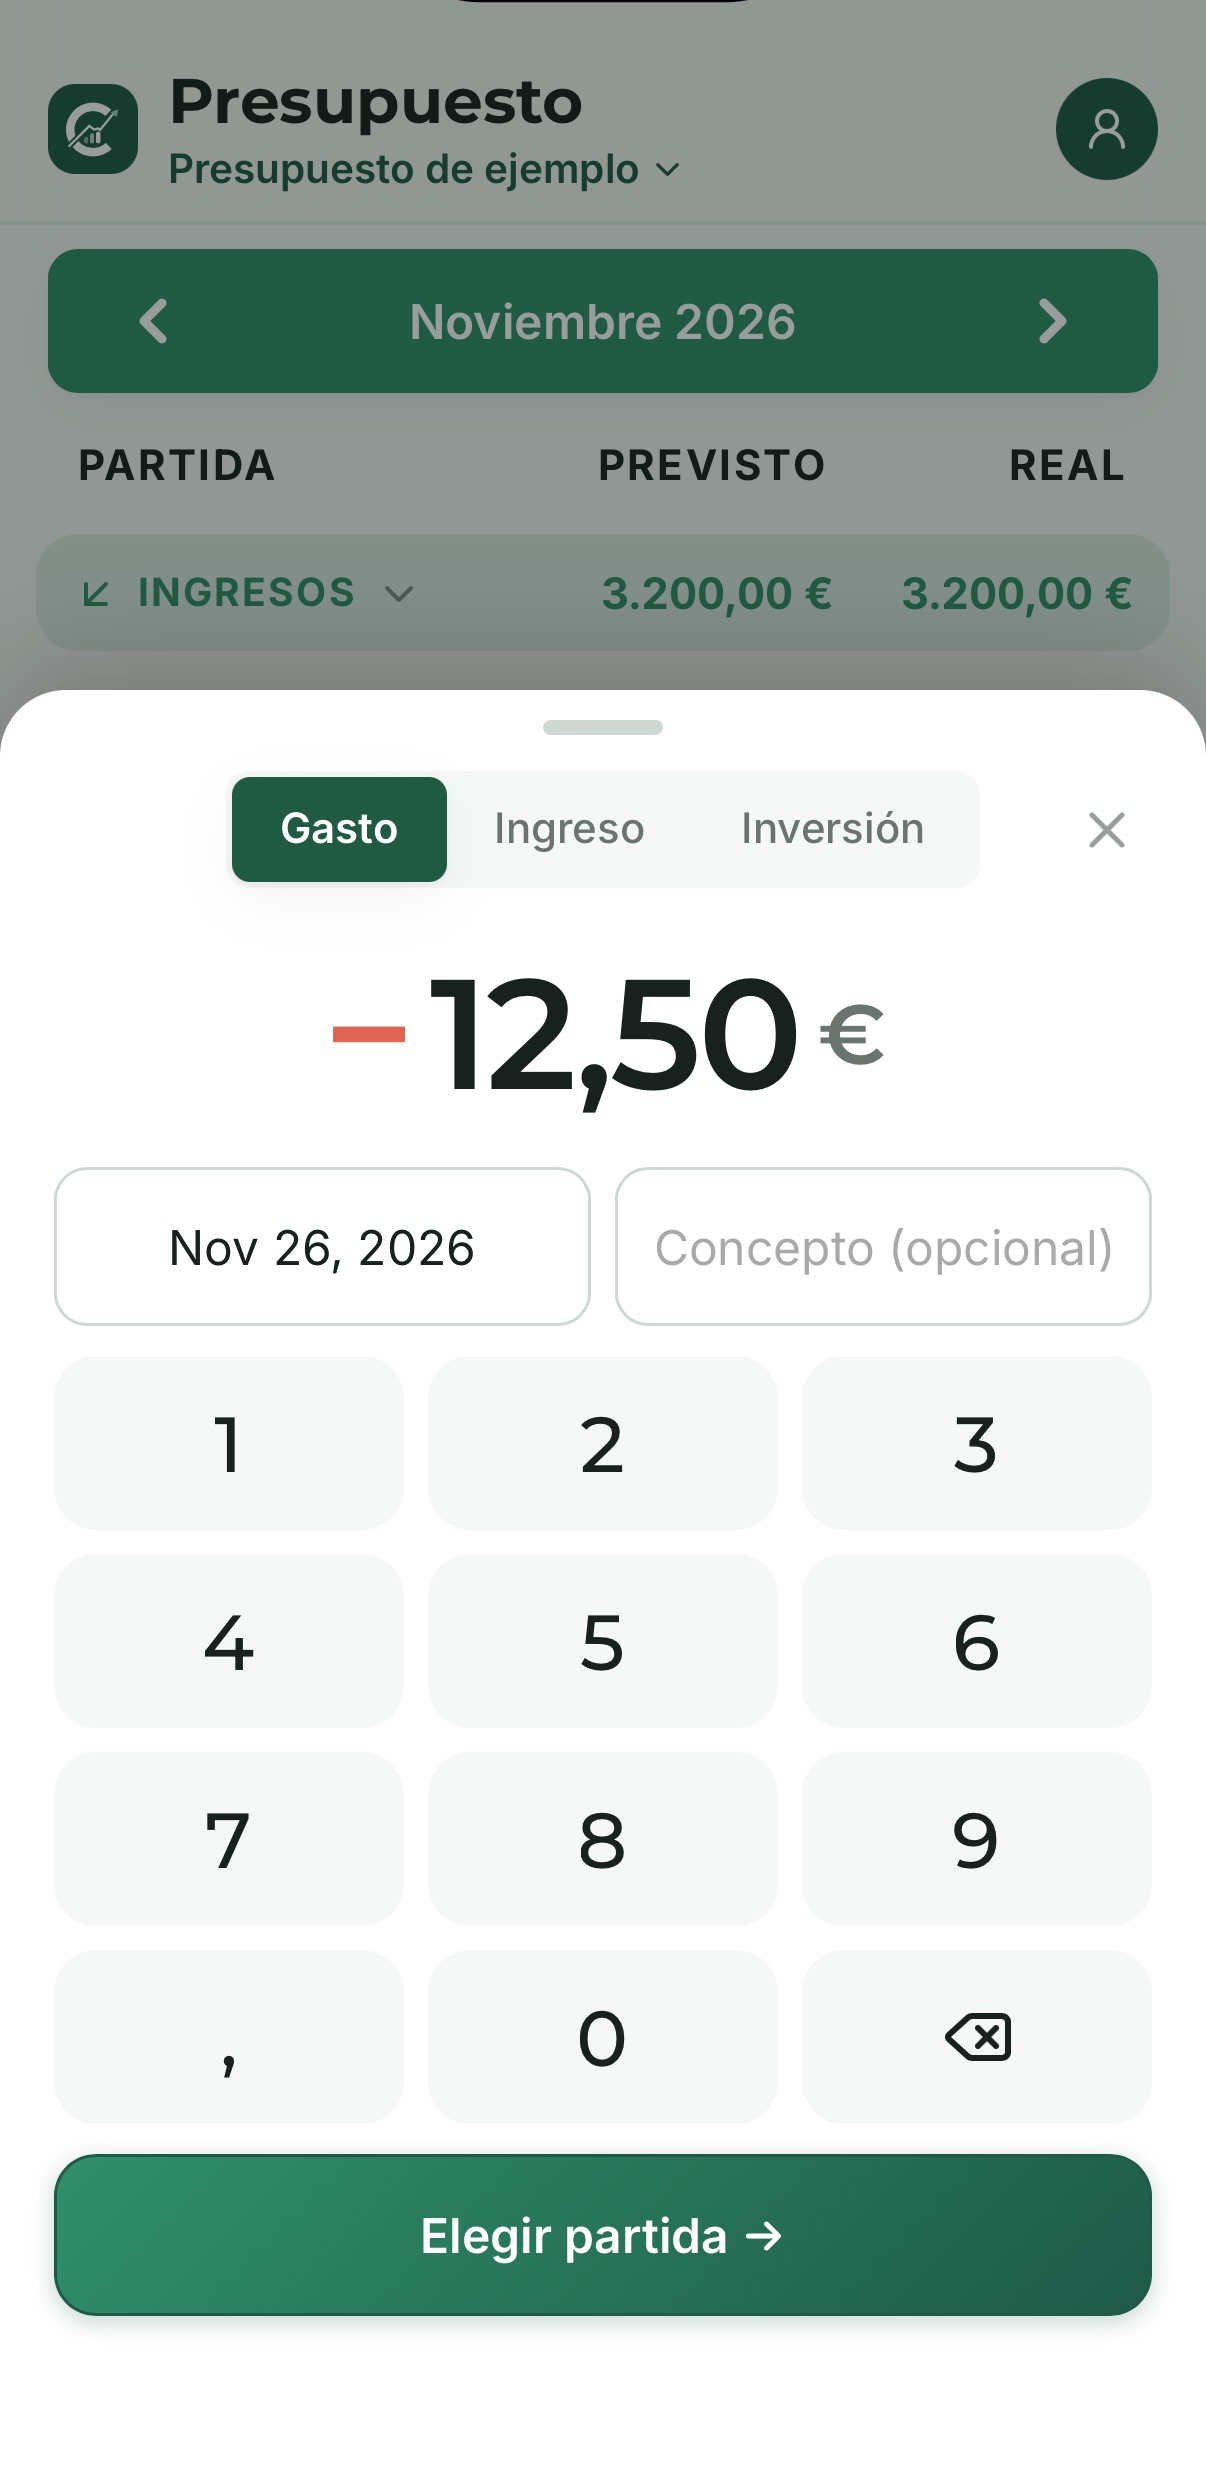 Presupuesto
Presupuesto de ejemplo
Noviembre 2026
PARTIDA PREVISTO REAL
INGRESOS 3.200,00 € 3.200,00 €
Gasto Ingreso Inversión
−12,50 €
Nov 26, 2026 Concepto (opcional)
1 2 3
4 5 6
7 8 9
, 0
Elegir partida →